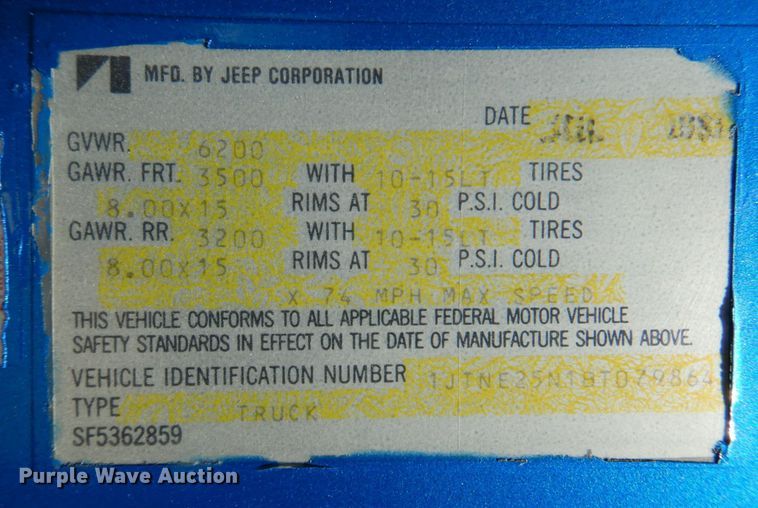 MFD. BY JEEP CORPORATION
DATE
GVWR. 6200
GAWR. FRT. 3500 WITH 10-15LT TIRES
8.00x15 RIMS AT 30 P.S.I. COLD
GAWR. RR. 3200 WITH 10-15LT TIRES
8.00x15 RIMS AT 30 P.S.I. COLD
X 74 MPH MAX SPEED
THIS VEHICLE CONFORMS TO ALL APPLICABLE FEDERAL MOTOR VEHICLE
SAFETY STANDARDS IN EFFECT ON THE DATE OF MANUFACTURE SHOWN ABOVE.
VEHICLE IDENTIFICATION NUMBER 1JTNE25N1BT079864
TYPE TRUCK
SF5362859
Purple Wave Auction